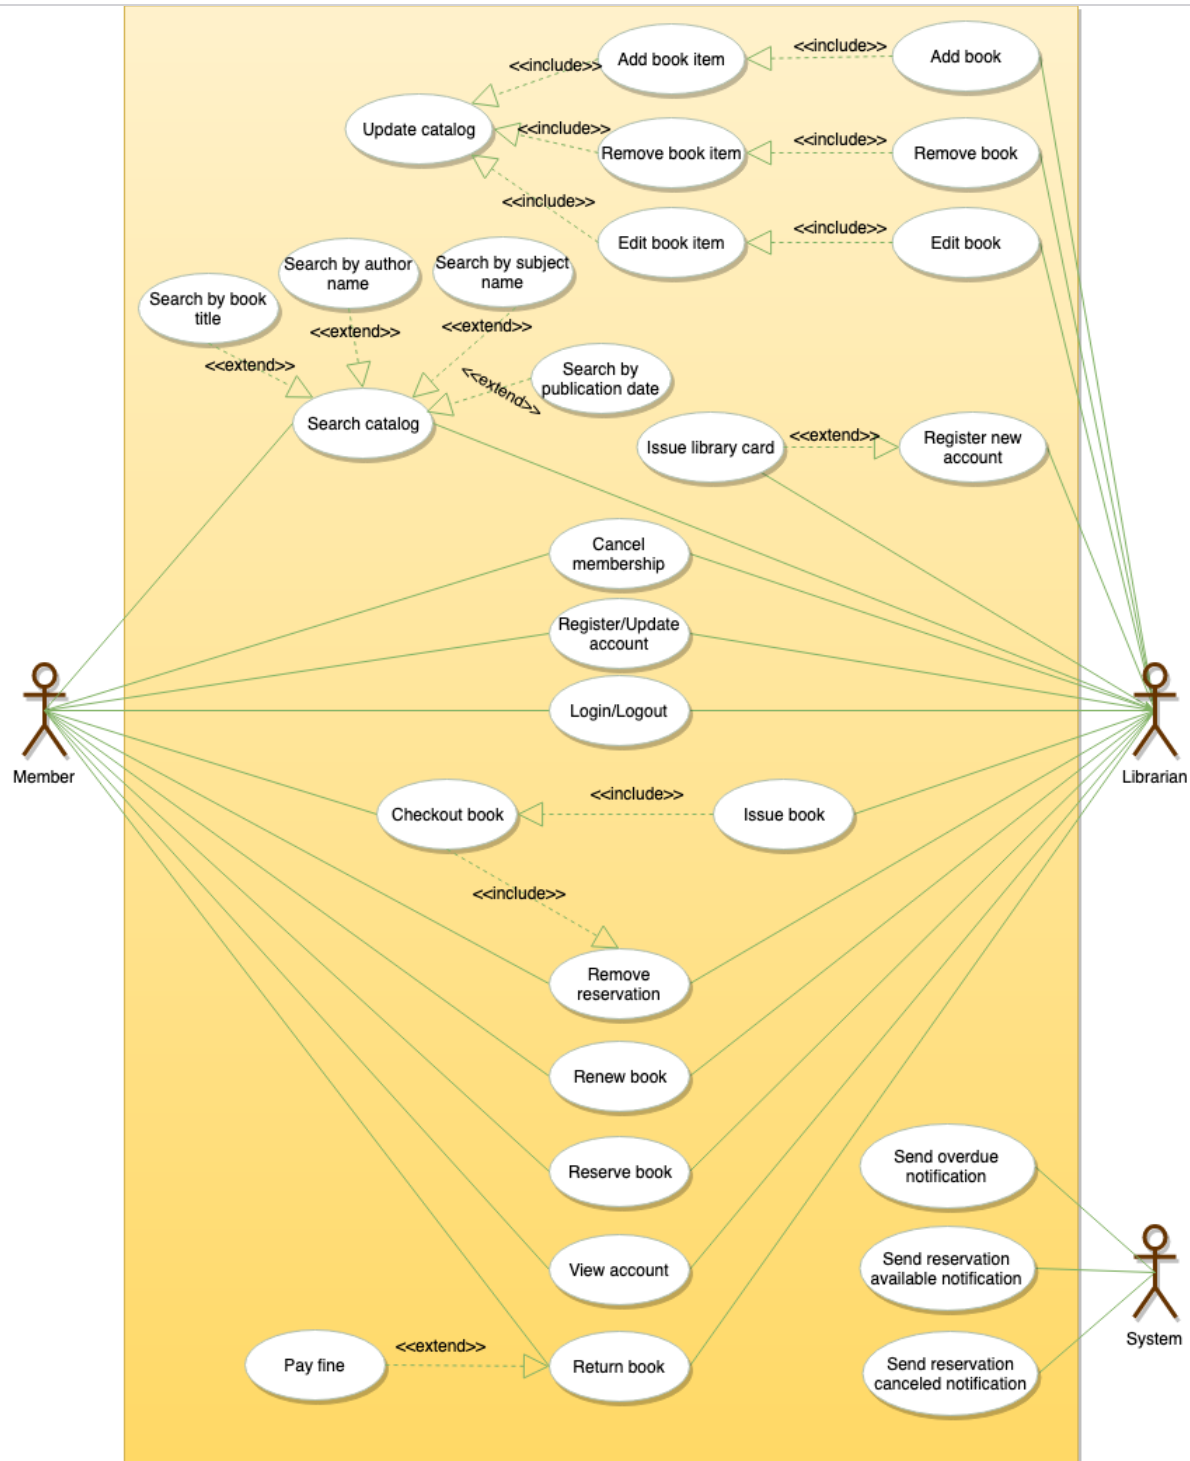 <<include>>
Add book item
<<include>>
Add book
Update catalog
<<include>>
Remove book item
<<include>>
Remove book
<<include>>
Edit book item
<<include>>
Edit book
Search by book
title
Search by author
name
Search by subject
name
<<extend>>
<<extend>>
<<extend>>
<<extend>>
Search by
publication date
Search catalog
Issue library card
<<extend>>
Register new
account
Cancel
membership
Register/Update
account
Login/Logout
Member
Librarian
Checkout book
<<include>>
Issue book
<<include>>
Remove
reservation
Renew book
Reserve book
Send overdue
notification
View account
Send reservation
available notification
System
Pay fine
<<extend>>
Return book
Send reservation
canceled notification